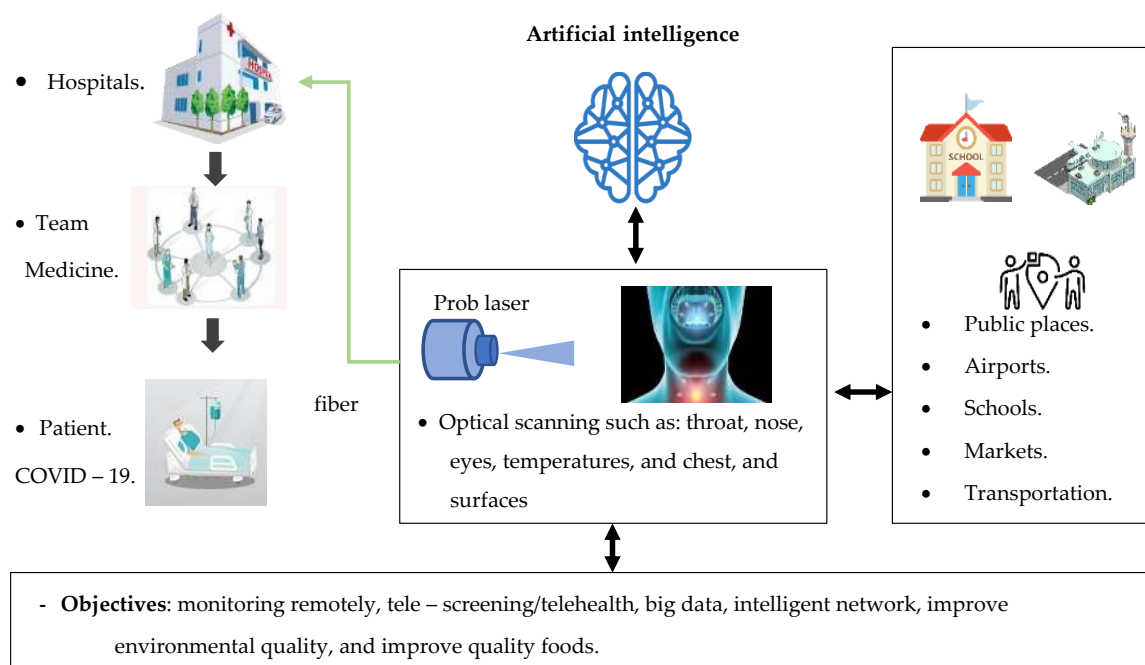 Artificial intelligence
• Hospitals.
HOSPITAL
• Team
Medicine.
• Patient.
COVID – 19.
fiber
Prob laser
• Optical scanning such as: throat, nose,
eyes, temperatures, and chest, and
surfaces
SCHOOL
• Public places.
• Airports.
• Schools.
• Markets.
• Transportation.
- Objectives: monitoring remotely, tele – screening/telehealth, big data, intelligent network, improve
environmental quality, and improve quality foods.